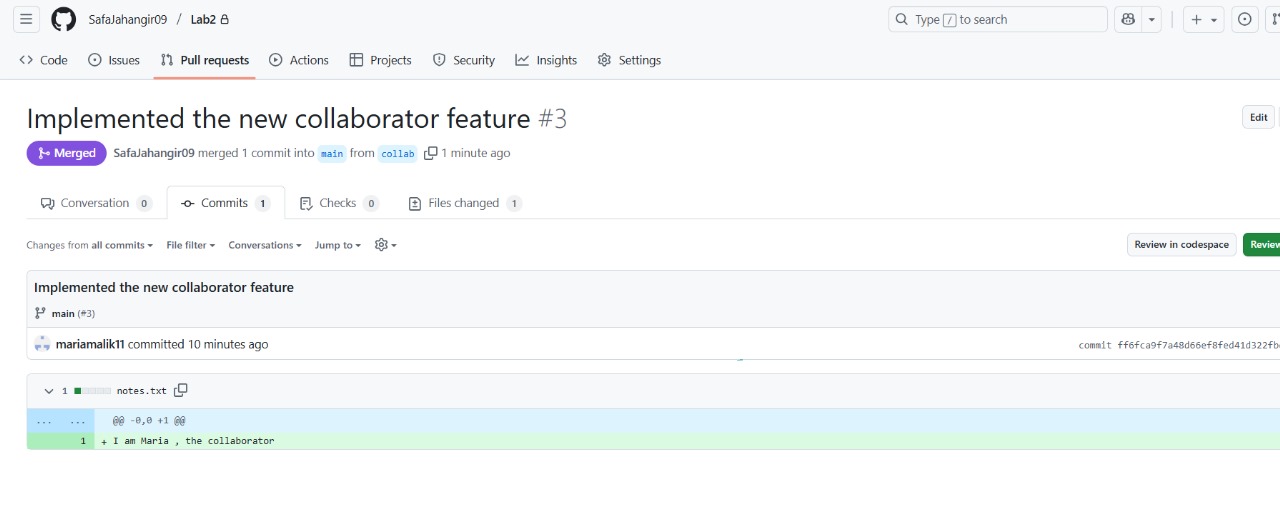 SafaJahangir09 / Lab2
Type / to search
Code Issues Pull requests Actions Projects Security Insights Settings
Implemented the new collaborator feature #3
Edit
Merged SafaJahangir09 merged 1 commit into main from collab 1 minute ago
Conversation 0 Commits 1 Checks 0 Files changed 1
Changes from all commits File filter Conversations Jump to
Review in codespace Review
Implemented the new collaborator feature
main (#3)
mariamalik11 committed 10 minutes ago
commit ff6fca9f7a48d66ef8fed41d322fb
1 notes.txt
... ... @@ -0,0 +1 @@
1 + I am Maria , the collaborator